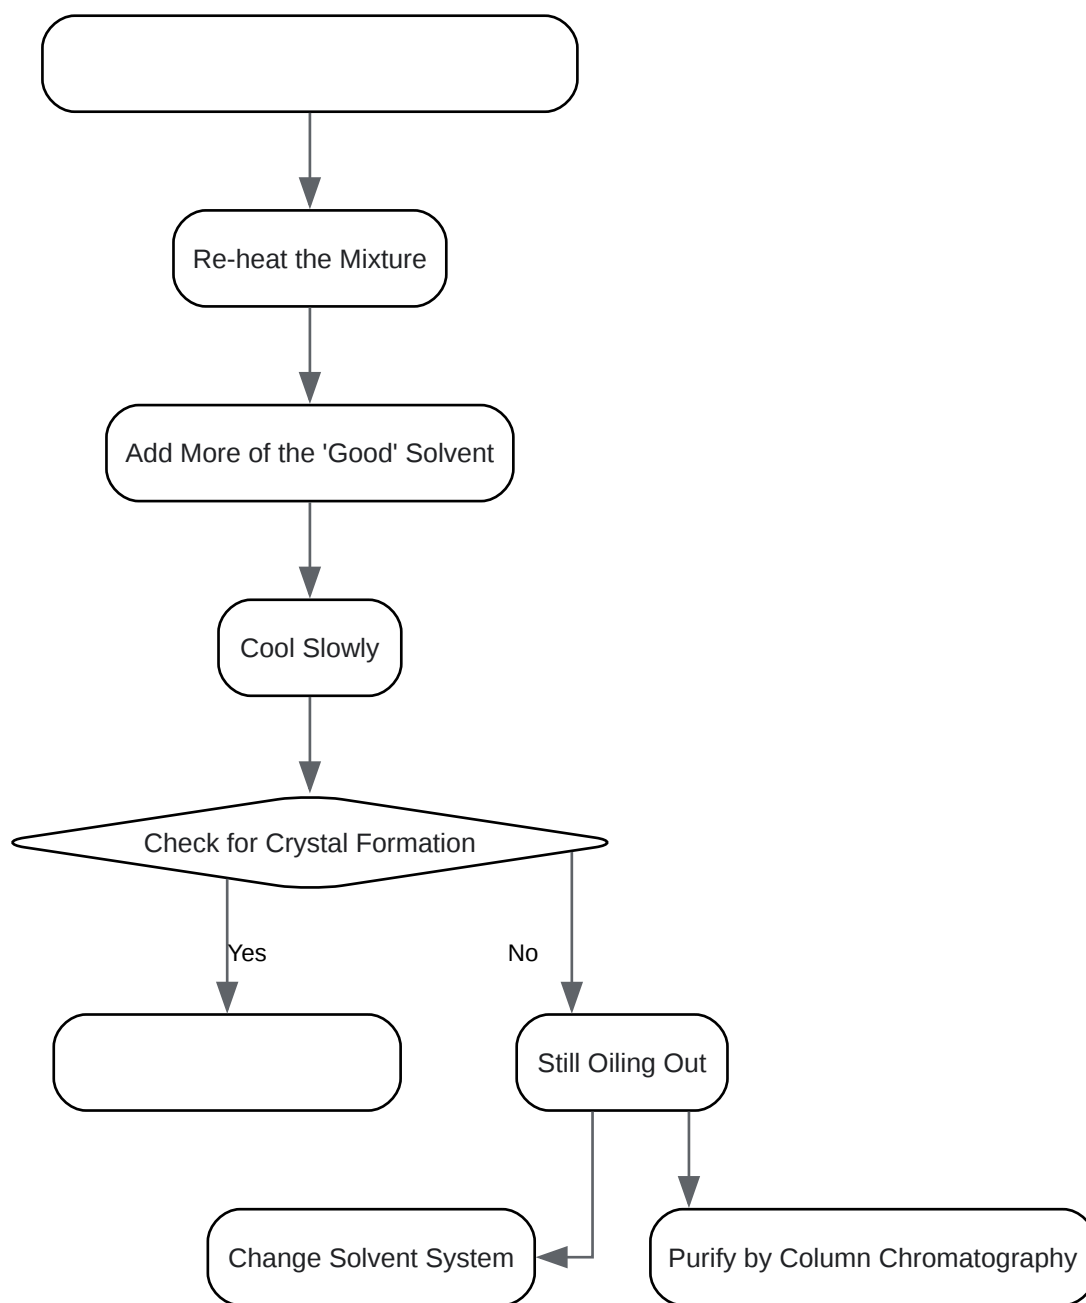 Re-heat the Mixture
Add More of the 'Good' Solvent
Cool Slowly
Check for Crystal Formation
Yes
No
Still Oiling Out
Change Solvent System
Purify by Column Chromatography